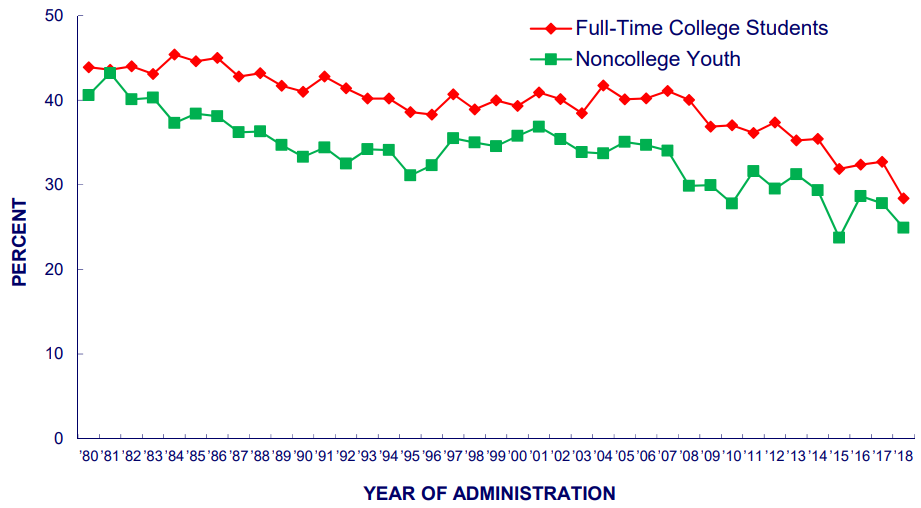 50
40
30
20
10
0
PERCENT
Full-Time College Students
Noncollege Youth
’80 ’81 ’82 ’83 ’84 ’85 ’86 ’87 ’88 ’89 ’90 ’91 ’92 ’93 ’94 ’95 ’96 ’97 ’98 ’99 ’00 ’01 ’02 ’03 ’04 ’05 ’06 ’07 ’08 ’09 ’10 ’11 ’12 ’13 ’14 ’15 ’16 ’17 ’18
YEAR OF ADMINISTRATION